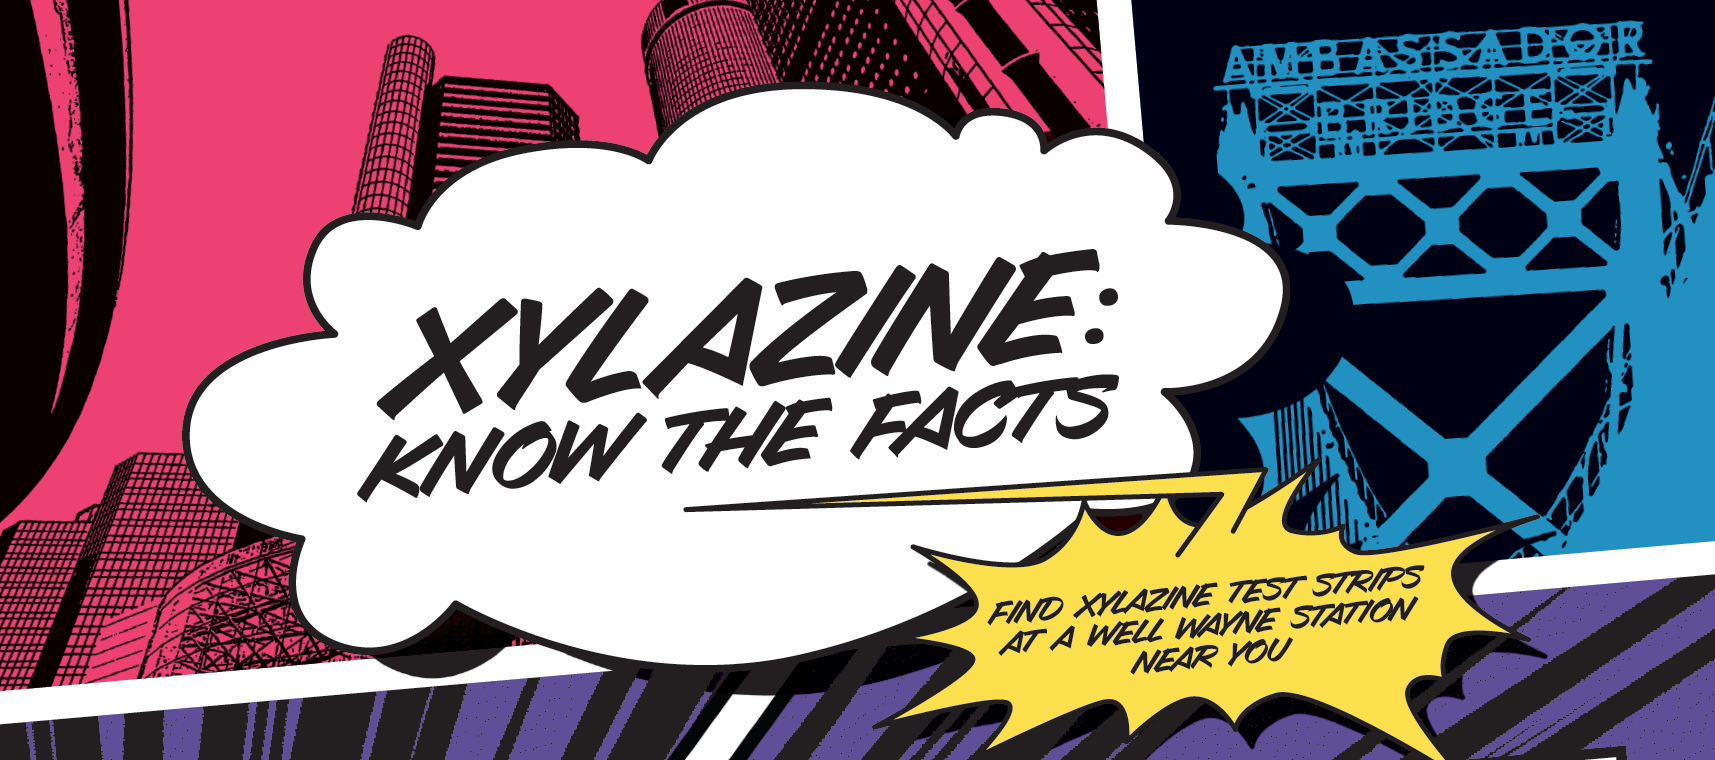 AMBASSADOR
BRIDGE
XYLAZINE:
KNOW THE FACTS
FIND XYLAZINE TEST STRIPS
AT A WELL WAYNE STATION
NEAR YOU